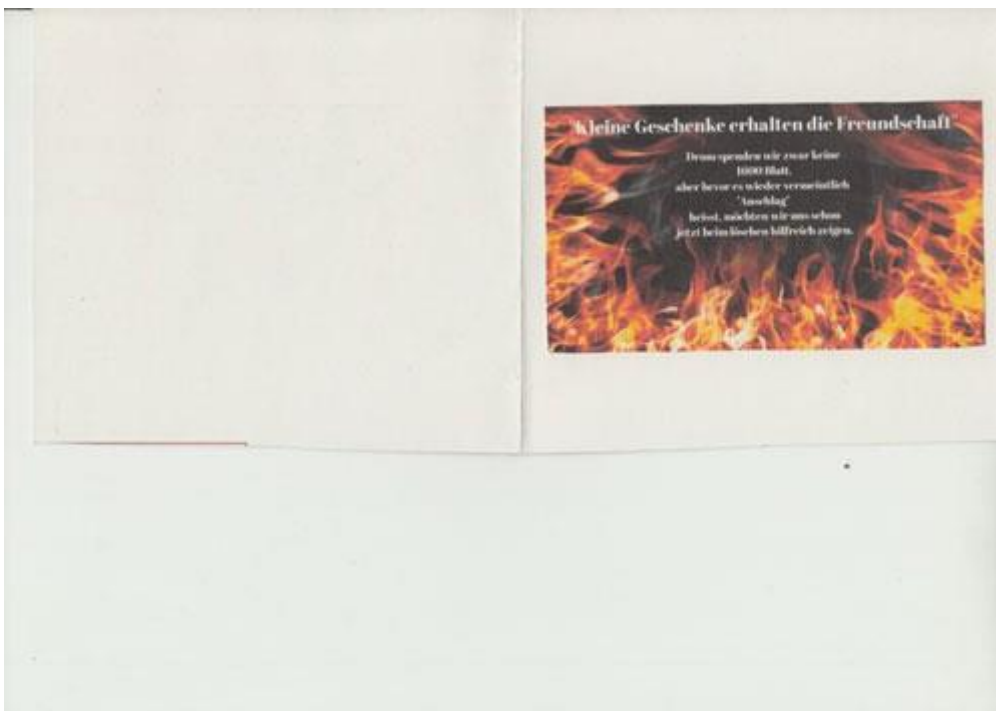 "Kleine Geschenke erhalten die Freundschaft"
Drum spenden wir zwar keine
1000 Blatt,
aber bevor es wieder vermeintlich
"Anschlag"
heisst, möchten wir uns schon
jetzt beim löschen hilfreich zeigen.